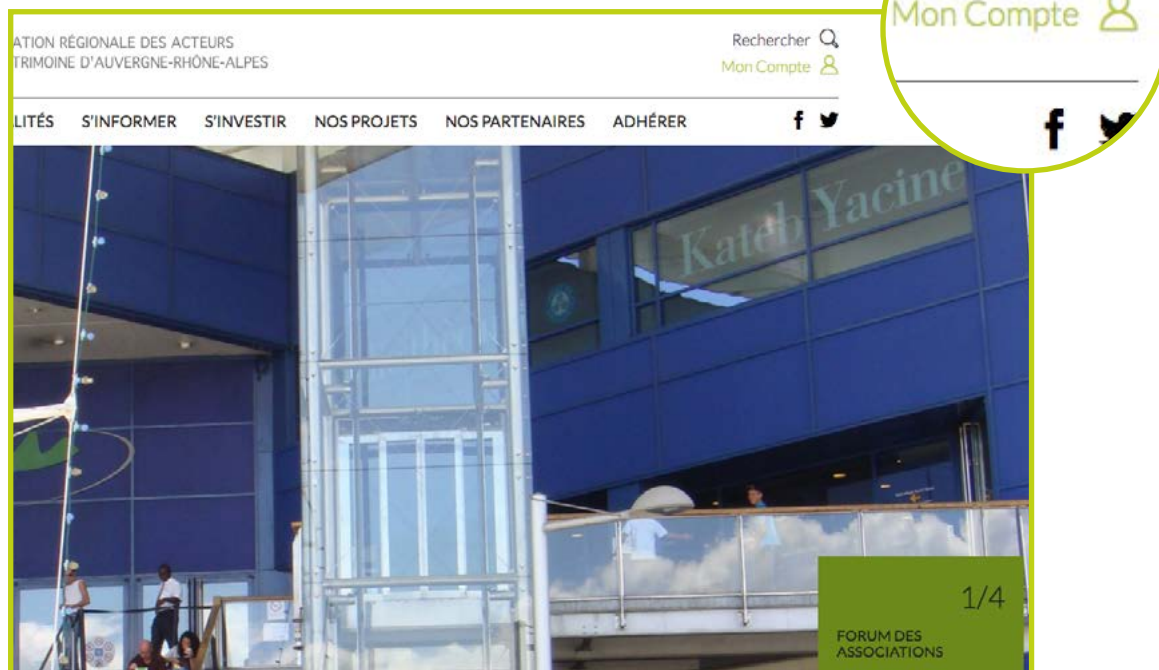 ATION RÉGIONALE DES ACTEURS
TRIMOINE D'AUVERGNE-RHÔNE-ALPES
Rechercher
Mon Compte
Mon Compte
LITÉS S'INFORMER S'INVESTIR NOS PROJETS NOS PARTENAIRES ADHÉRER
Kateb Yacine
1/4
FORUM DES
ASSOCIATIONS